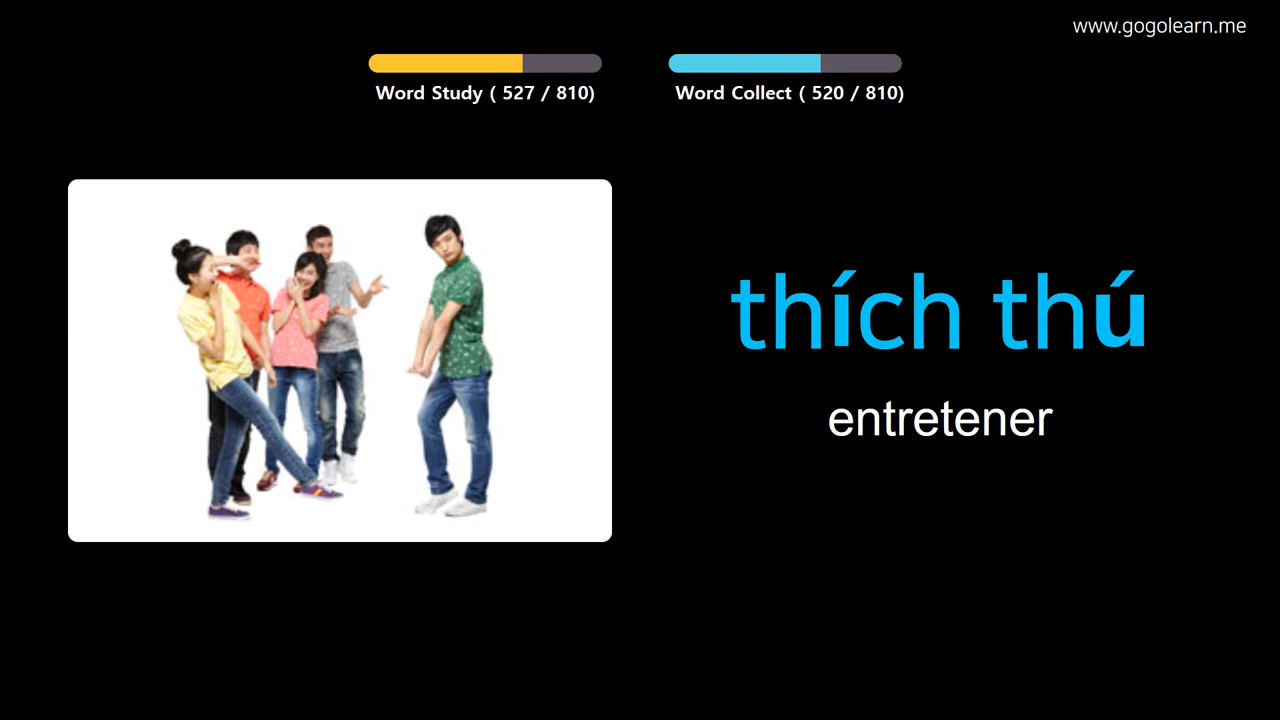 www.gogolearn.me
Word Study ( 527 / 810)
Word Collect ( 520 / 810)
thích thú
entretener